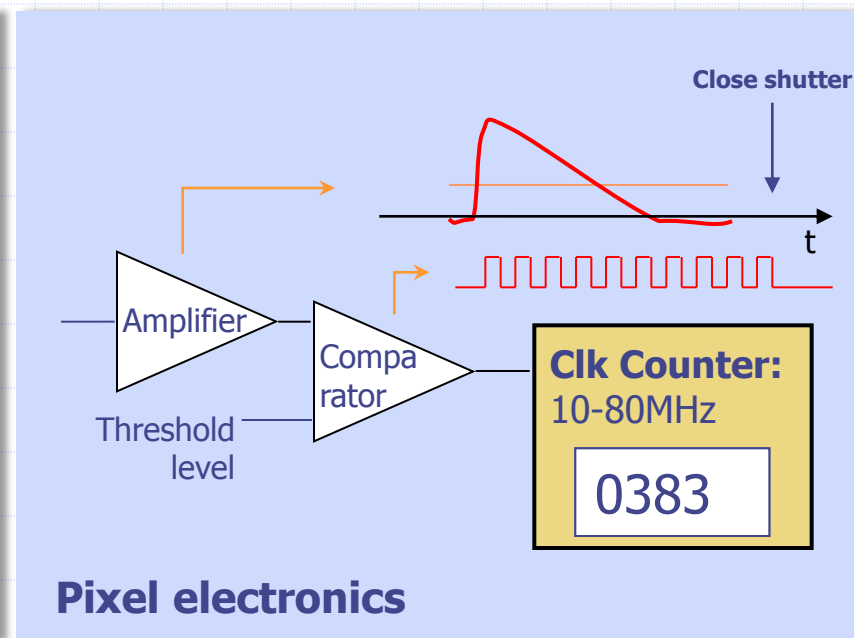 Close shutter
t
Amplifier
Compa
rator
Threshold
level
Clk Counter:
10-80MHz
0383
Pixel electronics